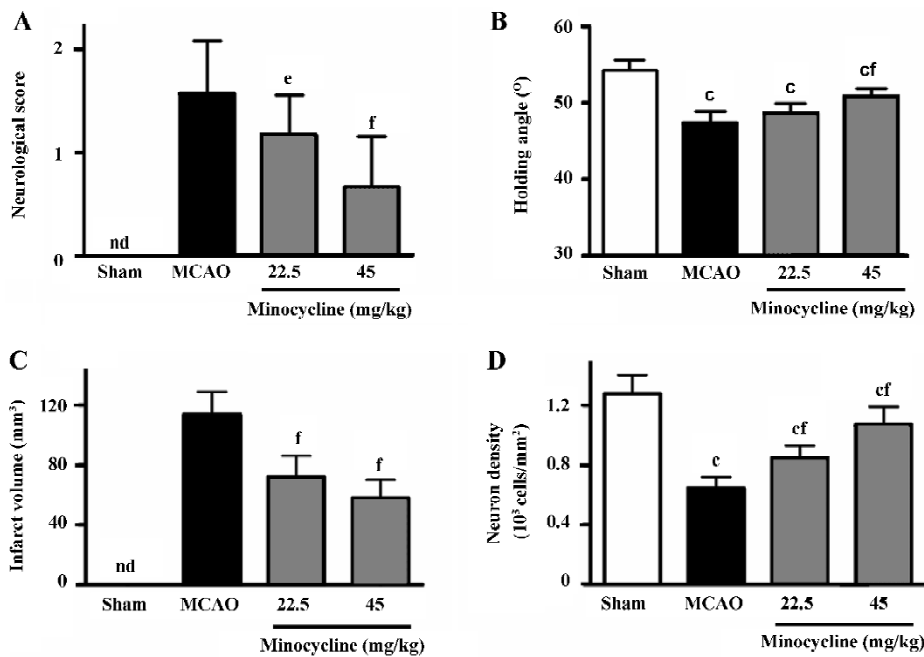 A
Neurological score
2
1
0
nd
e
f
Sham
MCAO
22.5
45
Minocycline (mg/kg)
B
Holding angle (°)
60
50
40
30
c
c
cf
Sham
MCAO
22.5
45
Minocycline (mg/kg)
C
Infarct volume (mm³)
120
80
40
0
nd
f
f
Sham
MCAO
22.5
45
Minocycline (mg/kg)
D
Neuron density
(10³ cells/mm²)
1.2
0.8
0.4
0
c
cf
cf
Sham
MCAO
22.5
45
Minocycline (mg/kg)